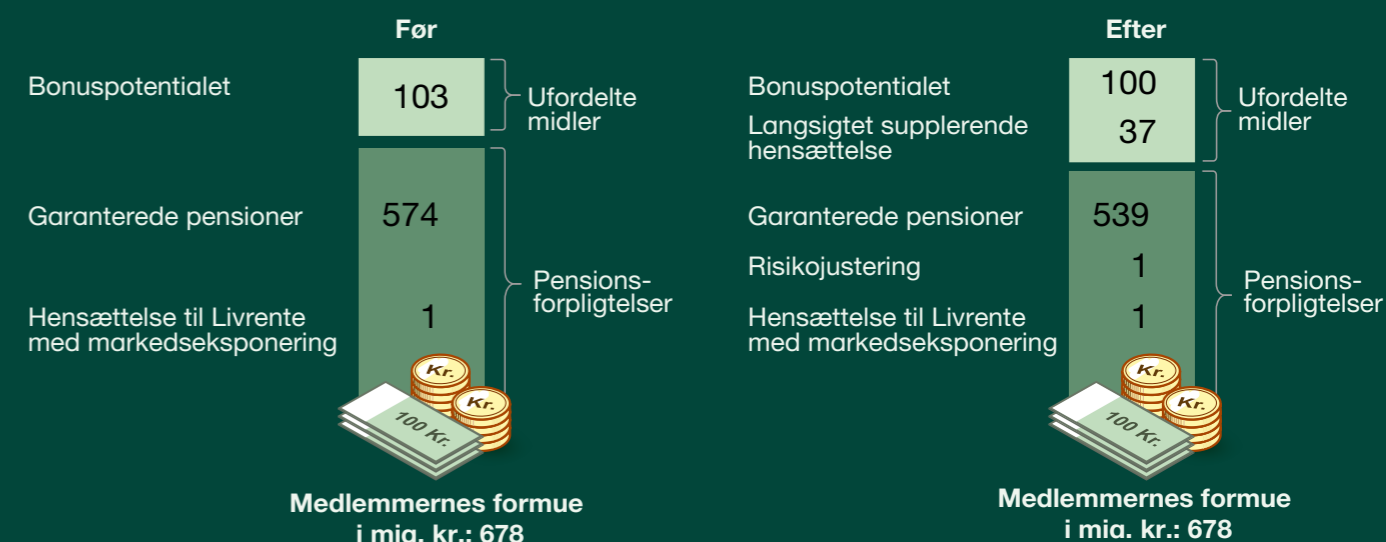 Før
Bonuspotentialet
103
Ufordelte
midler
Garanterede pensioner
574
Pensions-
forpligtelser
Hensættelse til Livrente
med markedseksponering
1
Kr.
Kr.
100 Kr.
Medlemmernes formue
i mia. kr.: 678
Efter
Bonuspotentialet
100
Langsigtet supplerende
hensættelse
37
Ufordelte
midler
Garanterede pensioner
539
Risikojustering
1
Pensions-
forpligtelser
Hensættelse til Livrente
med markedseksponering
1
Kr.
Kr.
100 Kr.
Medlemmernes formue
i mia. kr.: 678